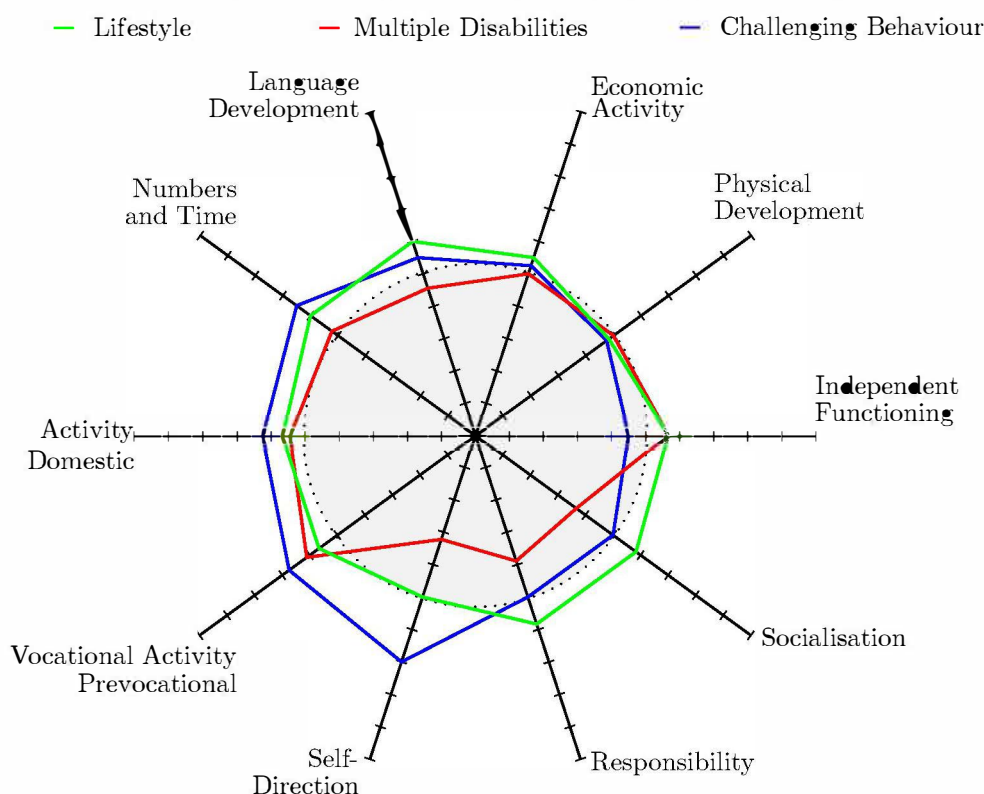 Lifestyle
Multiple Disabilities
Challenging Behaviour
Language
Development
Economic
Activity
Numbers
and Time
Physical
Development
Independent
Functioning
Activity
Domestic
Vocational Activity
Prevocational
Socialisation
Self-
Direction
Responsibility